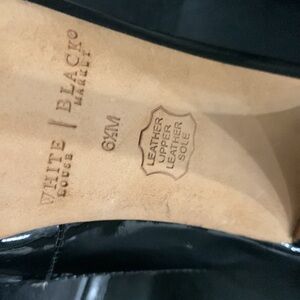 WHITE | BLACK®
HOUSE MARKET
6½M
LEATHER
UPPER
LEATHER
SOLE